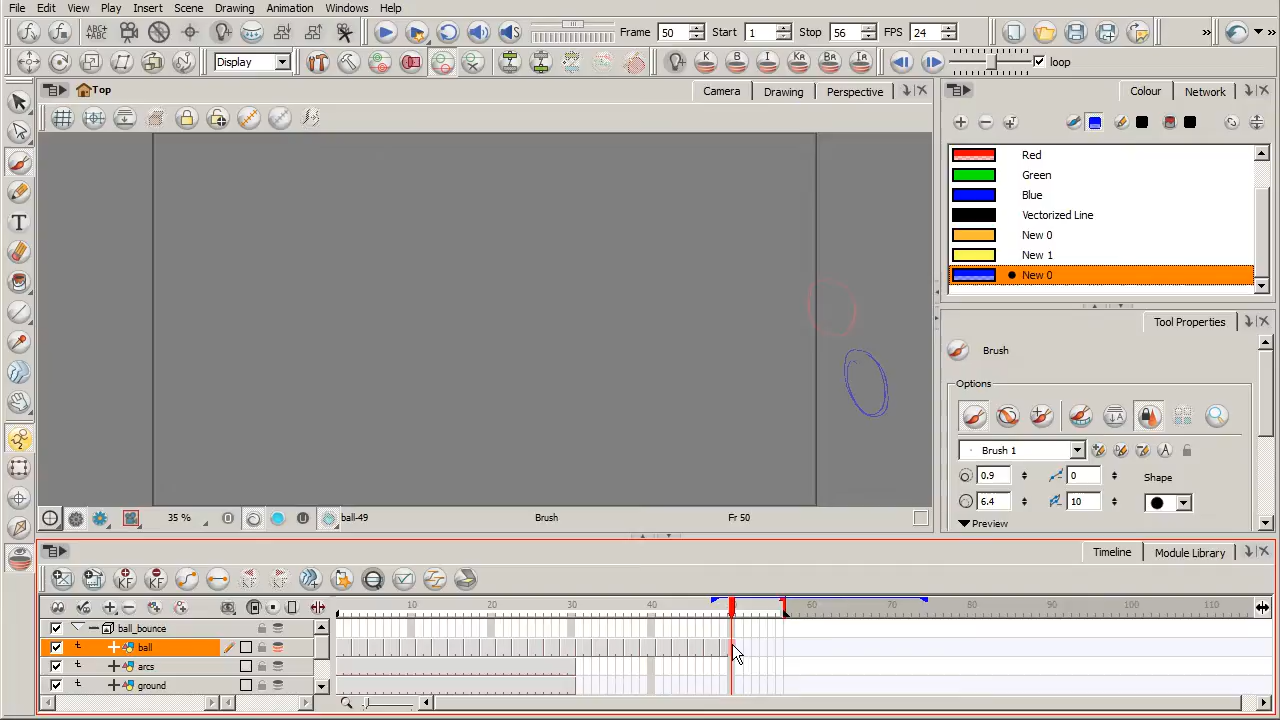 File Edit View Play Insert Scene Drawing Animation Windows Help
Frame 50 Start 1 Stop 56 FPS 24
Display loop
Top Camera Drawing Perspective
Colour Network
Red
Green
Blue
Vectorized Line
New 0
New 1
New 0
Tool Properties
Brush
Options
Brush 1
0.9 0 Shape
6.4 10
Preview
35 % ball-49 Brush Fr 50
Timeline Module Library
10 20 30 40 60 70 80 90 100 110
ball_bounce
ball
arcs
ground